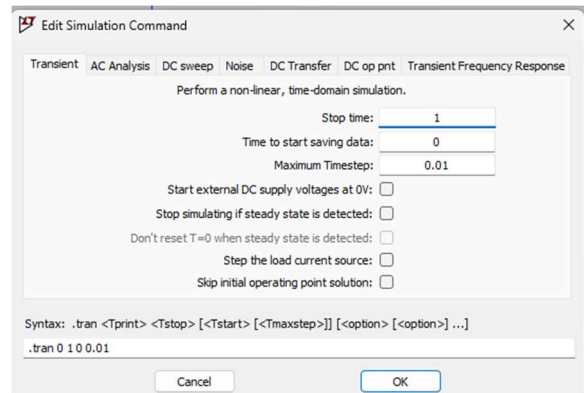 Edit Simulation Command
Transient AC Analysis DC sweep Noise DC Transfer DC op pnt Transient Frequency Response
Perform a non-linear, time-domain simulation.
Stop time: 1
Time to start saving data: 0
Maximum Timestep: 0.01
Start external DC supply voltages at 0V:
Stop simulating if steady state is detected:
Don't reset T=0 when steady state is detected:
Step the load current source:
Skip initial operating point solution:
Syntax: .tran <Tprint> <Tstop> [<Tstart> [<Tmaxstep>]] [<option> [<option>] ...]
.tran 0 1 0 0.01
Cancel OK